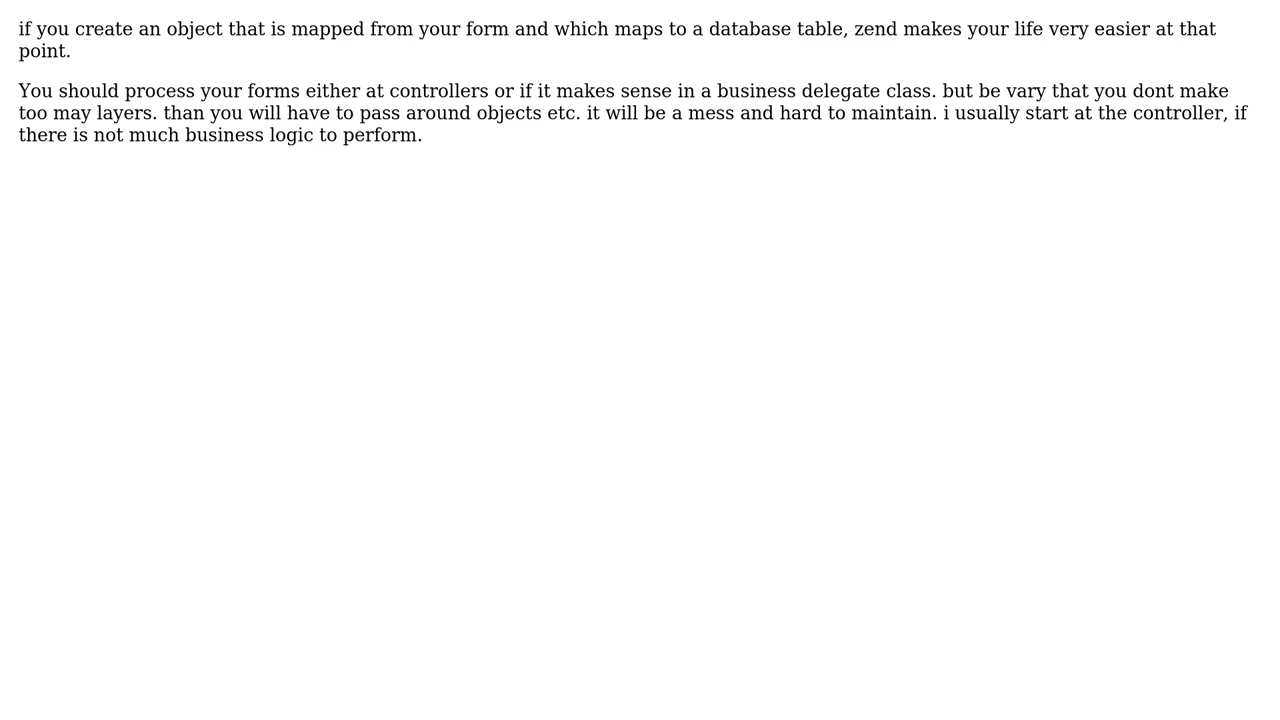 if you create an object that is mapped from your form and which maps to a database table, zend makes your life very easier at that
point.
You should process your forms either at controllers or if it makes sense in a business delegate class. but be vary that you dont make
too may layers. than you will have to pass around objects etc. it will be a mess and hard to maintain. i usually start at the controller, if
there is not much business logic to perform.